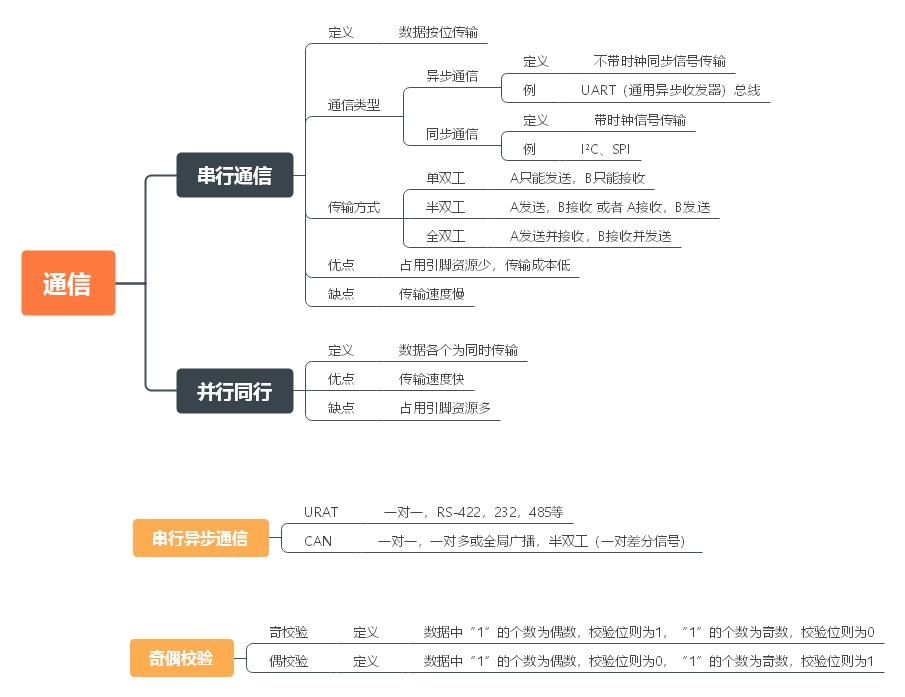 通信
串行通信
定义 数据按位传输
通信类型
异步通信
定义 不带时钟同步信号传输
例 UART（通用异步收发器）总线
同步通信
定义 带时钟信号传输
例 I²C、SPI
传输方式
单双工 A只能发送，B只能接收
半双工 A发送，B接收 或者 A接收，B发送
全双工 A发送并接收，B接收并发送
优点 占用引脚资源少，传输成本低
缺点 传输速度慢
并行同行
定义 数据各个为同时传输
优点 传输速度快
缺点 占用引脚资源多
串行异步通信
URAT 一对一，RS-422，232，485等
CAN 一对一，一对多或全局广播，半双工（一对差分信号）
奇偶校验
奇校验 定义 数据中“1”的个数为偶数，校验位则为1，“1”的个数为奇数，校验位则为0
偶校验 定义 数据中“1”的个数为偶数，校验位则为0，“1”的个数为奇数，校验位则为1